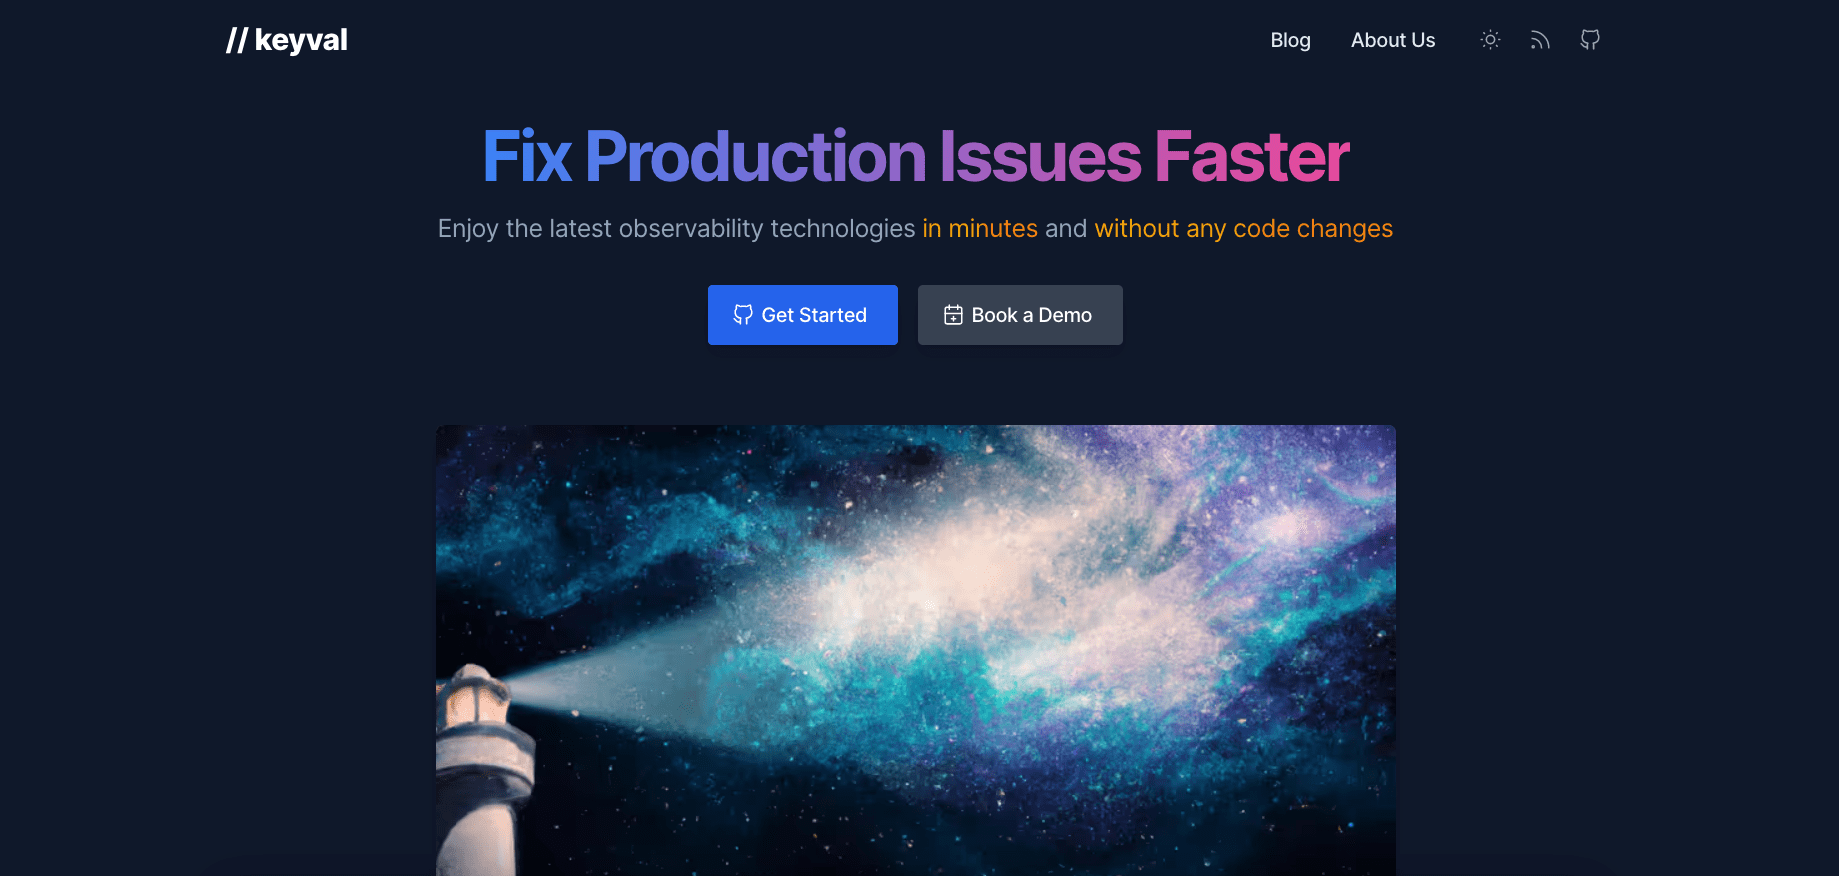 // keyval
Blog
About Us
Fix Production Issues Faster
Enjoy the latest observability technologies in minutes and without any code changes
Get Started
Book a Demo